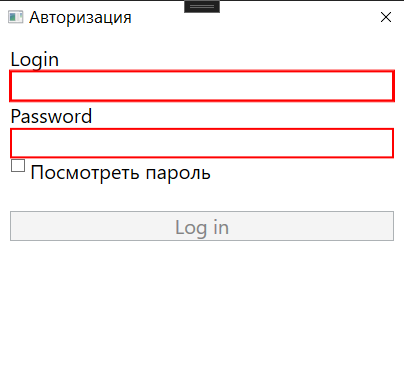 Авторизация
Login
Password
Посмотреть пароль
Log in